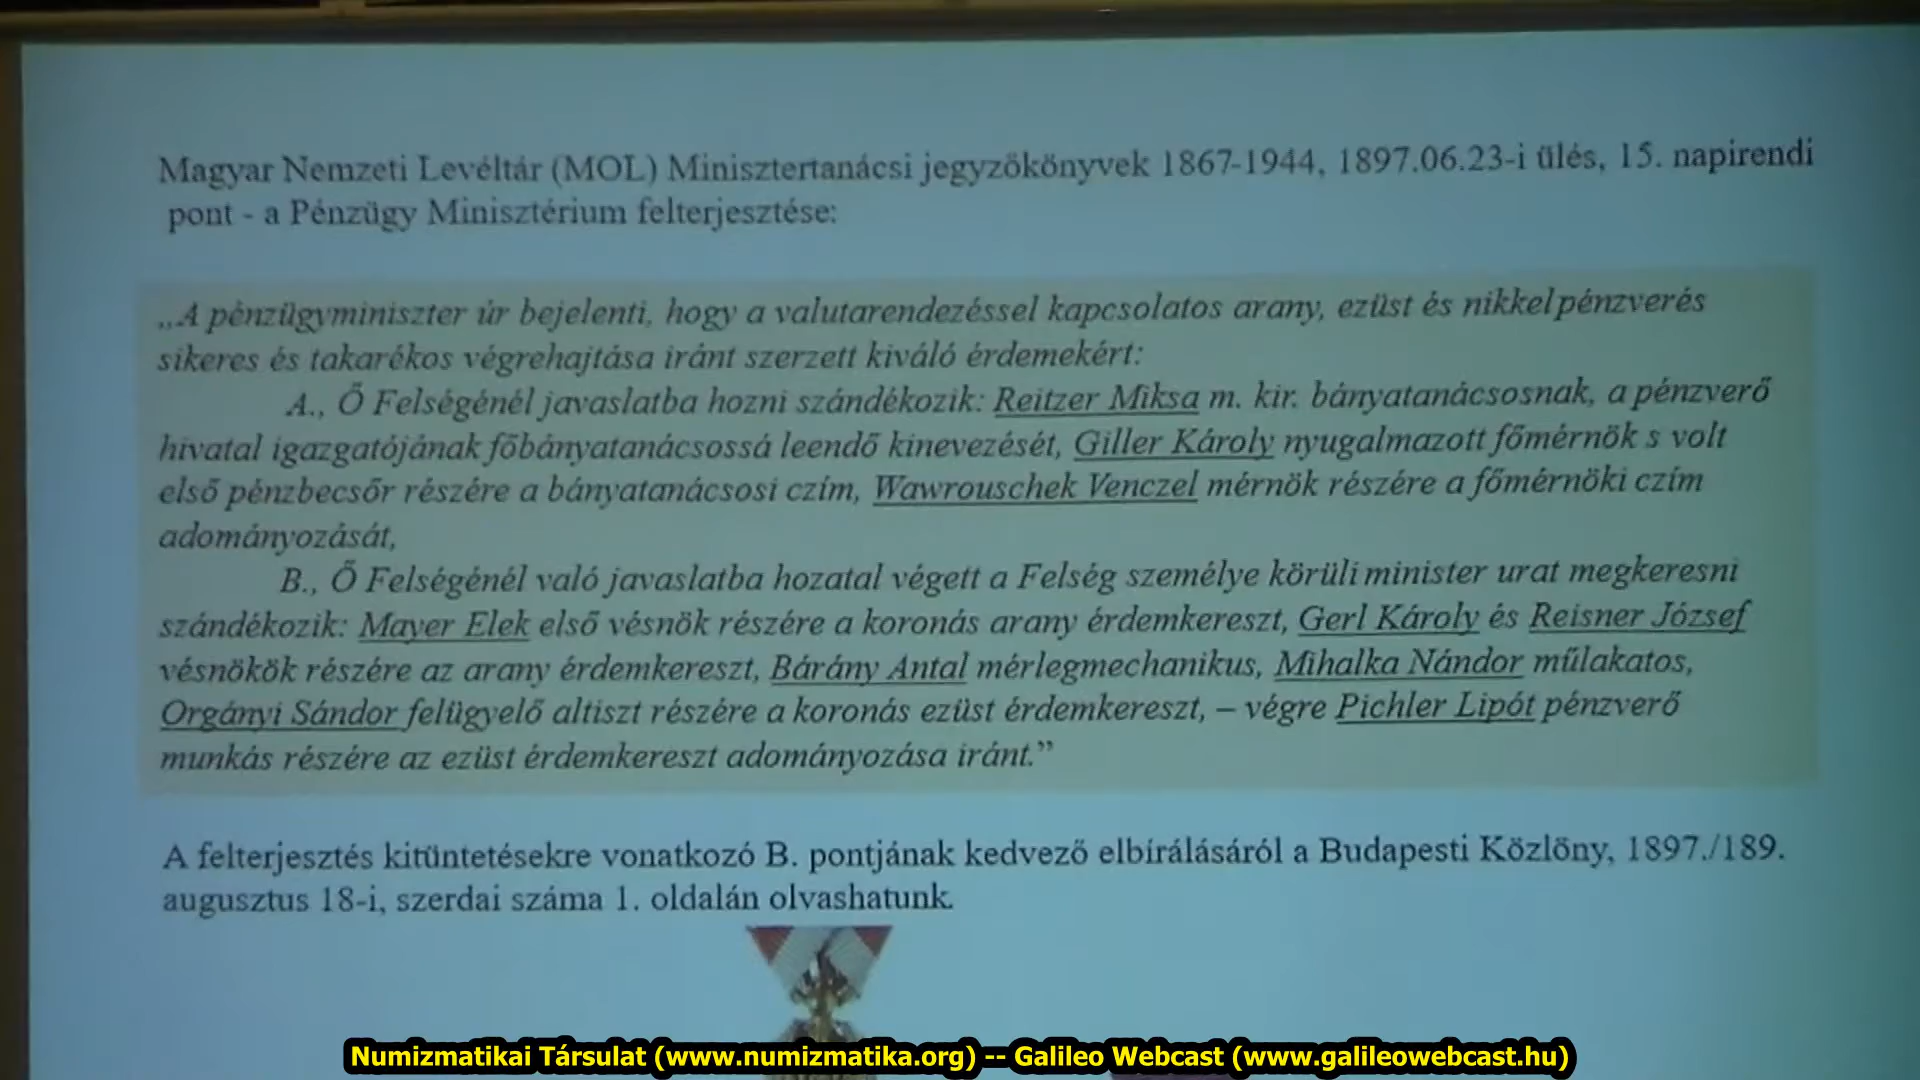 Magyar Nemzeti Levéltár (MOL) Minisztertanácsi jegyzőkönyvek 1867-1944, 1897.06.23-i ülés, 15. napirendi
pont - a Pénzügy Minisztérium felterjesztése:
„A pénzügyminiszter úr bejelenti, hogy a valutarendezéssel kapcsolatos arany, ezüst és nikkelpénzverés
sikeres és takarékos végrehajtása iránt szerzett kiváló érdemekért:
A., Ő Felségénél javaslatba hozni szándékozik: Reitzer Miksa m. kir. bányatanácsosnak, a pénzverő
hivatal igazgatójának főbányatanácsossá leendő kinevezését, Giller Károly nyugalmazott főmérnök s volt
első pénzbecsőr részére a bányatanácsosi czím, Wawrouschek Venczel mérnök részére a főmérnöki czím
adományozását,
B., Ő Felségénél való javaslatba hozatal végett a Felség személye körüli minister urat megkeresni
szándékozik: Mayer Elek első vésnök részére a koronás arany érdemkereszt, Gerl Károly és Reisner József
vésnökök részére az arany érdemkereszt, Bárány Antal mérlegmechanikus, Mihalka Nándor műlakatos,
Orgányi Sándor felügyelő altiszt részére a koronás ezüst érdemkereszt, – végre Pichler Lipót pénzverő
munkás részére az ezüst érdemkereszt adományozása iránt.”
A felterjesztés kitüntetésekre vonatkozó B. pontjának kedvező elbírálásáról a Budapesti Közlöny, 1897./189.
augusztus 18-i, szerdai száma 1. oldalán olvashatunk.
Numizmatikai Társulat (www.numizmatika.org) -- Galileo Webcast (www.galileowebcast.hu)